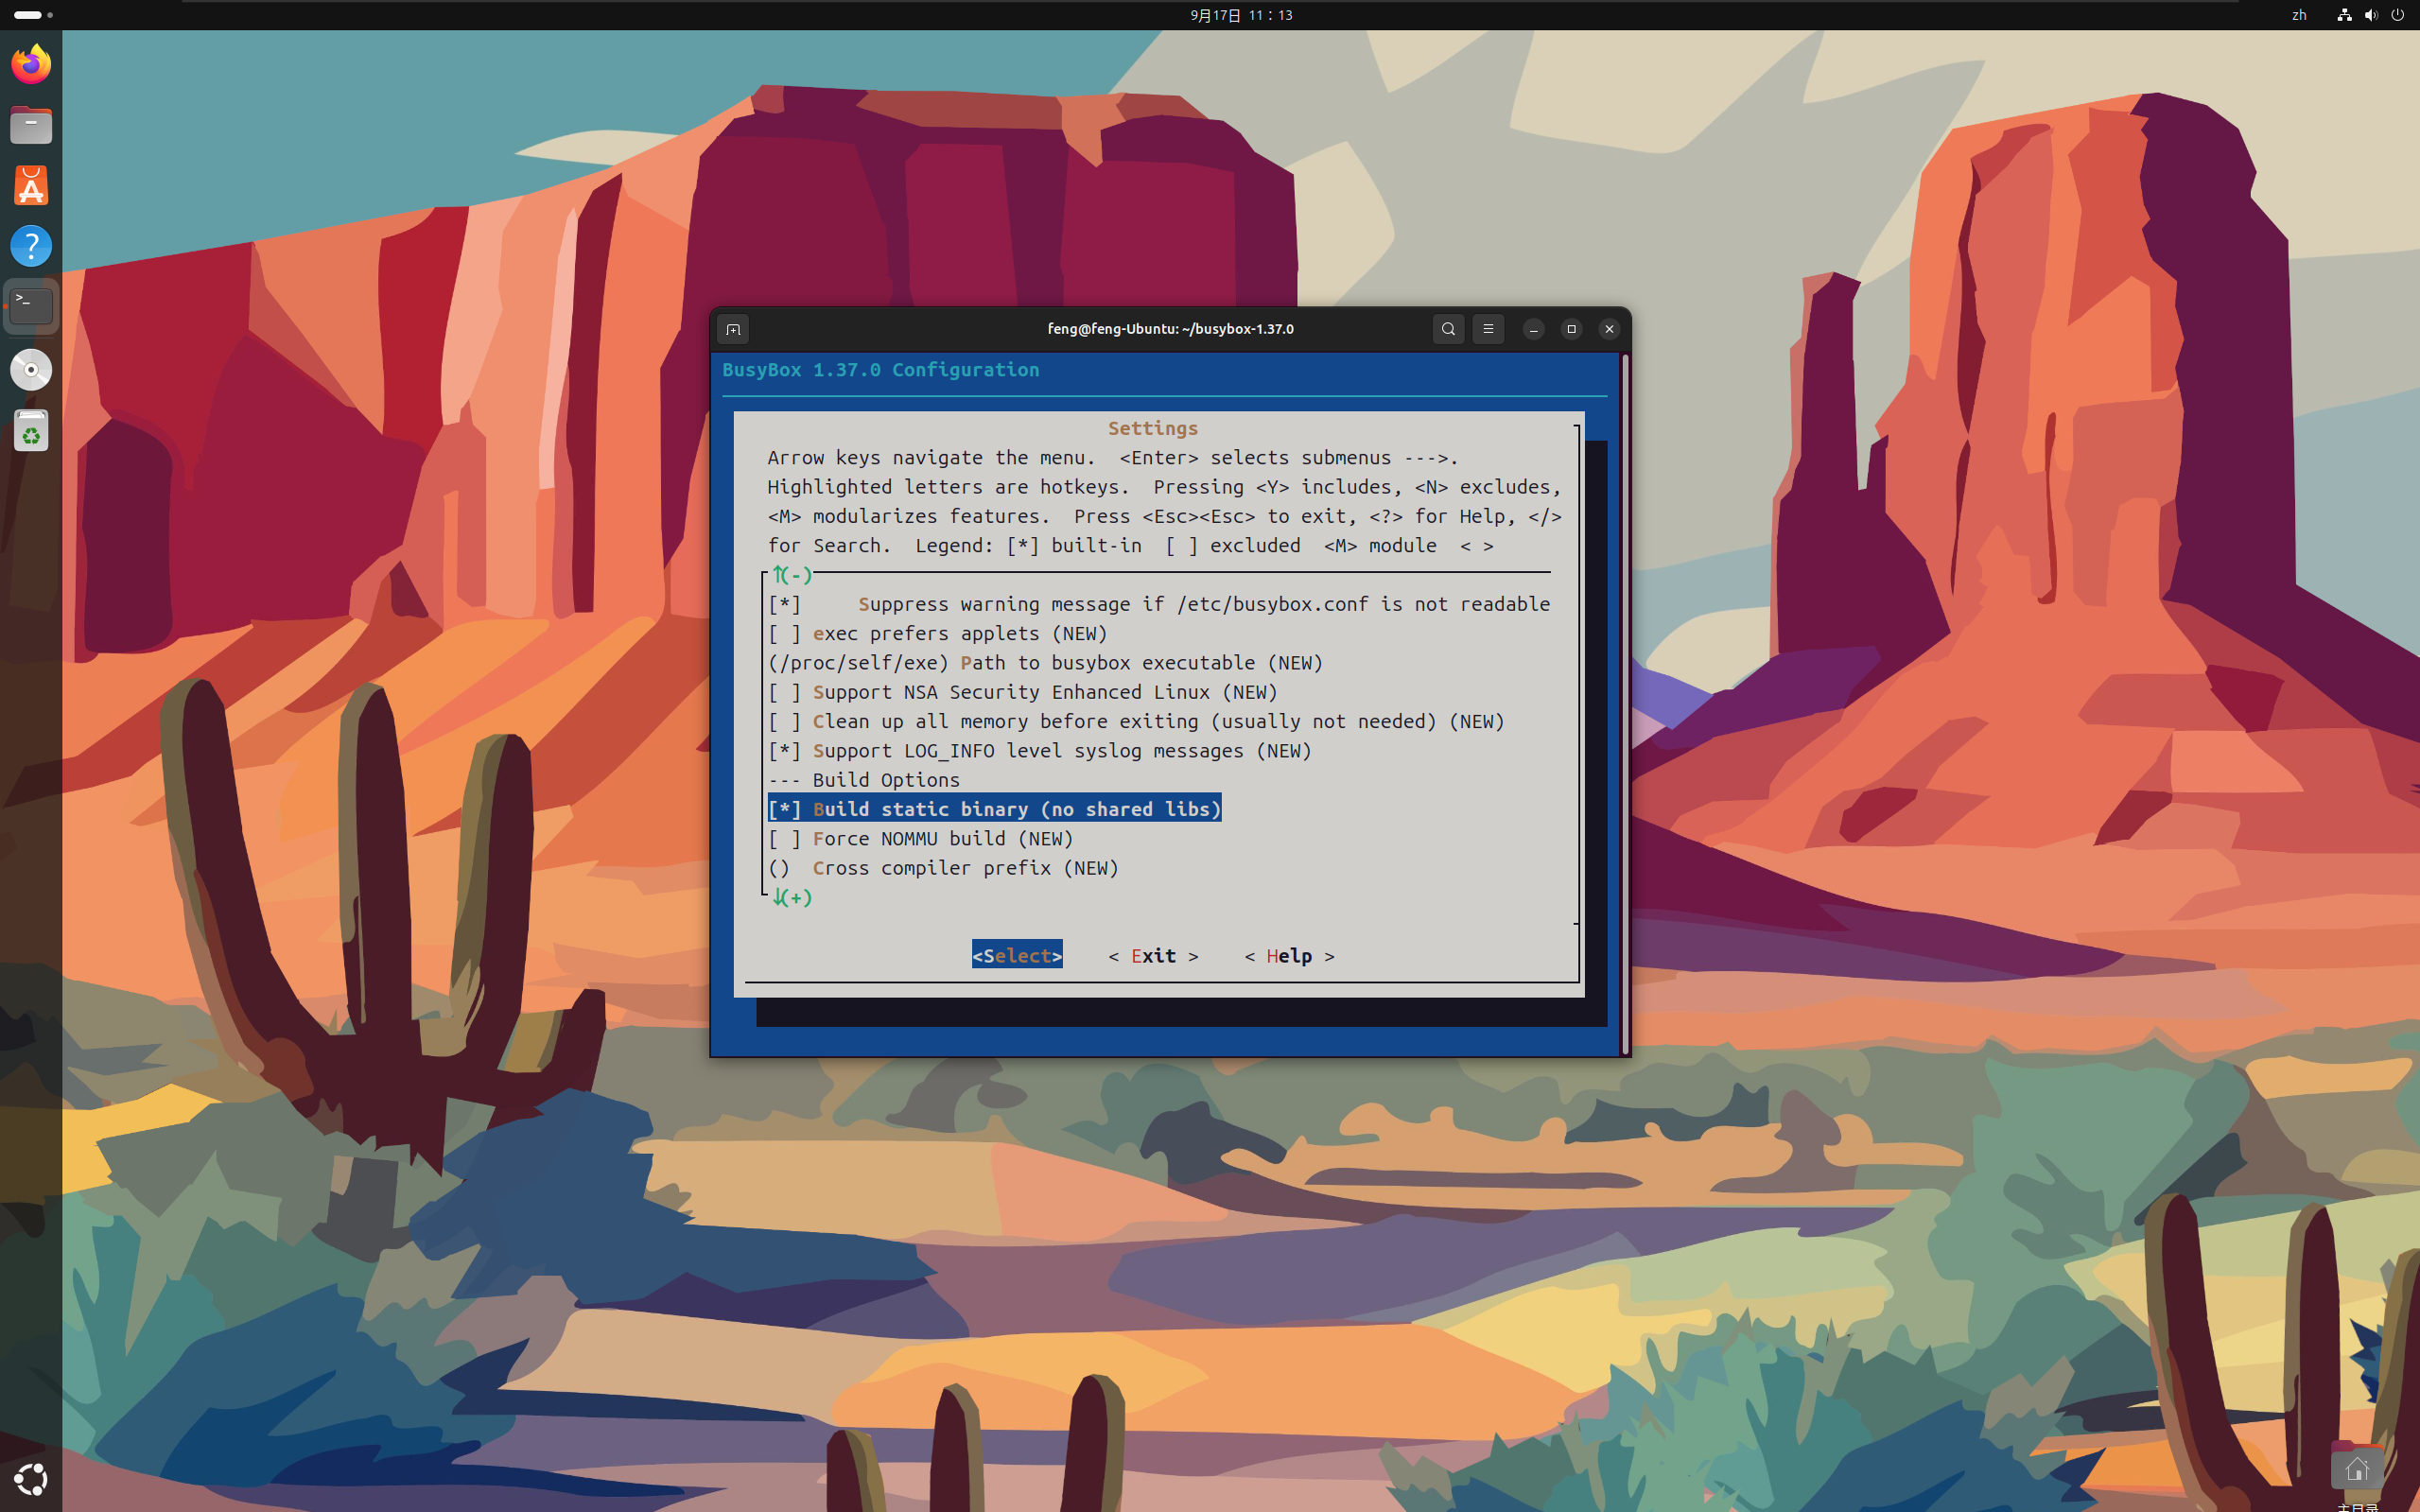 9月17日 11：13
zh
feng@feng-Ubuntu: ~/busybox-1.37.0
BusyBox 1.37.0 Configuration
Settings
Arrow keys navigate the menu.  <Enter> selects submenus --->.
Highlighted letters are hotkeys.  Pressing <Y> includes, <N> excludes,
<M> modularizes features.  Press <Esc><Esc> to exit, <?> for Help, </>
for Search.  Legend: [*] built-in  [ ] excluded  <M> module  < >
↑(-)
[*]     Suppress warning message if /etc/busybox.conf is not readable
[ ] exec prefers applets (NEW)
(/proc/self/exe) Path to busybox executable (NEW)
[ ] Support NSA Security Enhanced Linux (NEW)
[ ] Clean up all memory before exiting (usually not needed) (NEW)
[*] Support LOG_INFO level syslog messages (NEW)
--- Build Options
[*] Build static binary (no shared libs)
[ ] Force NOMMU build (NEW)
()  Cross compiler prefix (NEW)
↓(+)
<Select>    < Exit >    < Help >
主目录